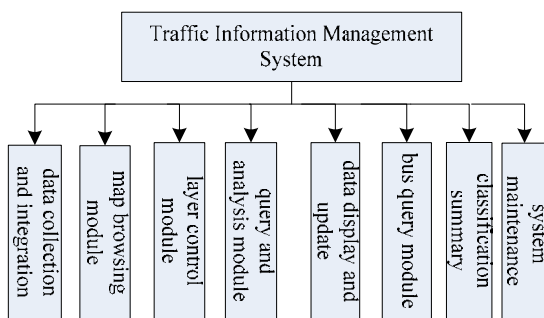 Traffic Information Management
System
data collection
and integration
map browsing
module
layer control
module
query and
analysis module
data display and
update
bus query module
classification
summary
system
maintenance